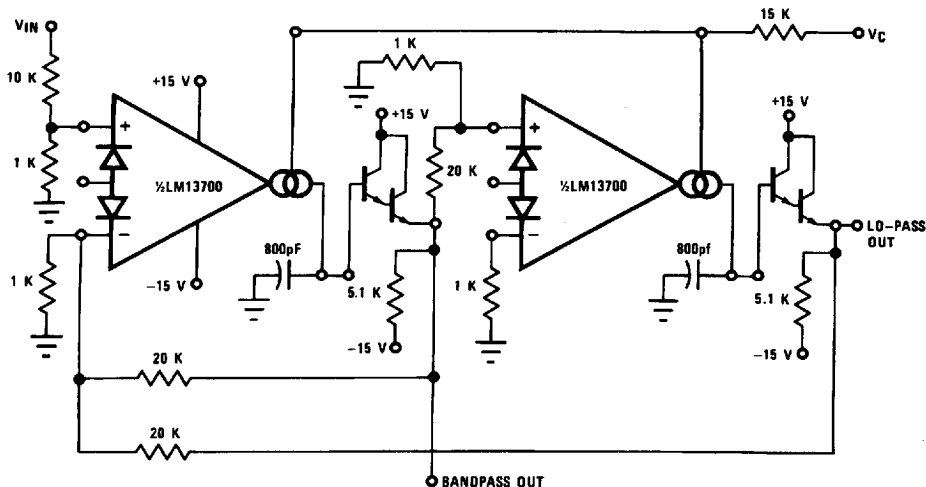 VIN
10 K
+15 V
1 K
½LM13700
1 K
−15 V
800pF
+15 V
5.1 K
−15 V
20 K
1 K
20 K
20 K
BANDPASS OUT
½LM13700
1 K
15 K
VC
800pf
+15 V
LO-PASS
OUT
5.1 K
−15 V